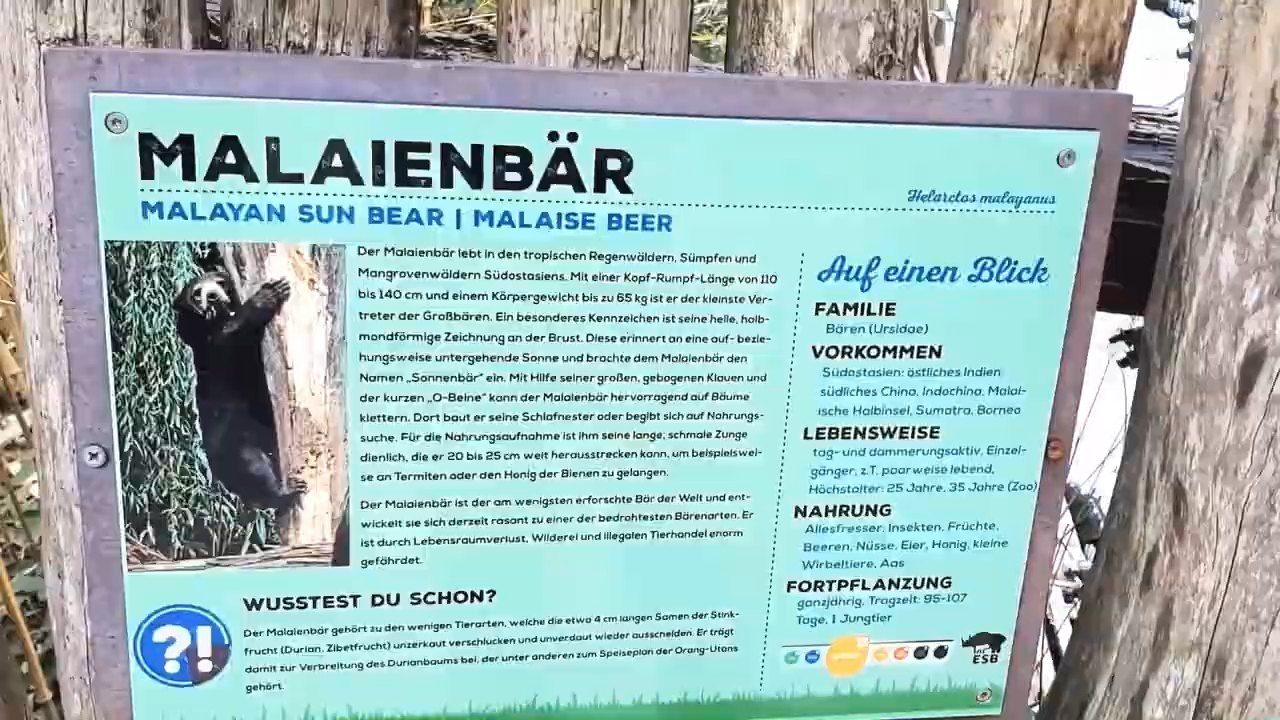 MALAIENBÄR
MALAYAN SUN BEAR | MALAISE BEER
Helarctos malayanus
Der Malaienbär lebt in den tropischen Regenwäldern, Sümpfen und
Mangrovenwäldern Südostasiens. Mit einer Kopf-Rumpf-Länge von 110
bis 140 cm und einem Körpergewicht bis zu 65 kg ist er der kleinste Ver-
treter der Großbären. Ein besonderes Kennzeichen ist seine helle, halb-
mondförmige Zeichnung an der Brust. Diese erinnert an eine auf- bezie-
hungsweise untergehende Sonne und brachte dem Malaienbär den
Namen „Sonnenbär“ ein. Mit Hilfe seiner großen, gebogenen Klauen und
der kurzen „O-Beine“ kann der Malaienbär hervorragend auf Bäume
klettern. Dort baut er seine Schlafnester oder begibt sich auf Nahrungs-
suche. Für die Nahrungsaufnahme ist ihm seine lange, schmale Zunge
dienlich, die er 20 bis 25 cm weit herausstrecken kann, um beispielswei-
se an Termiten oder den Honig der Bienen zu gelangen.
Der Malaienbär ist der am wenigsten erforschte Bär der Welt und ent-
wickelt sie sich derzeit rasant zu einer der bedrohtesten Bärenarten. Er
ist durch Lebensraumverlust, Wilderei und illegalen Tierhandel enorm
gefährdet.
WUSSTEST DU SCHON?
?!
Der Malaienbär gehört zu den wenigen Tierarten, welche die etwa 4 cm langen Samen der Stink-
frucht (Durian, Zibetfrucht) unzerkaut verschlucken und unverdaut wieder ausscheiden. Er trägt
damit zur Verbreitung des Durianbaums bei, der unter anderen zum Speiseplan der Orang-Utans
gehört.
Auf einen Blick
FAMILIE
Bären (Ursidae)
VORKOMMEN
Südostasien: östliches Indien
südliches China, Indochina, Malai-
ische Halbinsel, Sumatra, Borneo
LEBENSWEISE
tag- und dämmerungsaktiv, Einzel-
gänger, z.T. paarweise lebend,
Höchstalter: 25 Jahre, 35 Jahre (Zoo)
NAHRUNG
Allesfresser: Insekten, Früchte,
Beeren, Nüsse, Eier, Honig, kleine
Wirbeltiere, Aas
FORTPFLANZUNG
ganzjährig, Tragzeit: 95-107
Tage, 1 Jungtier
ESB